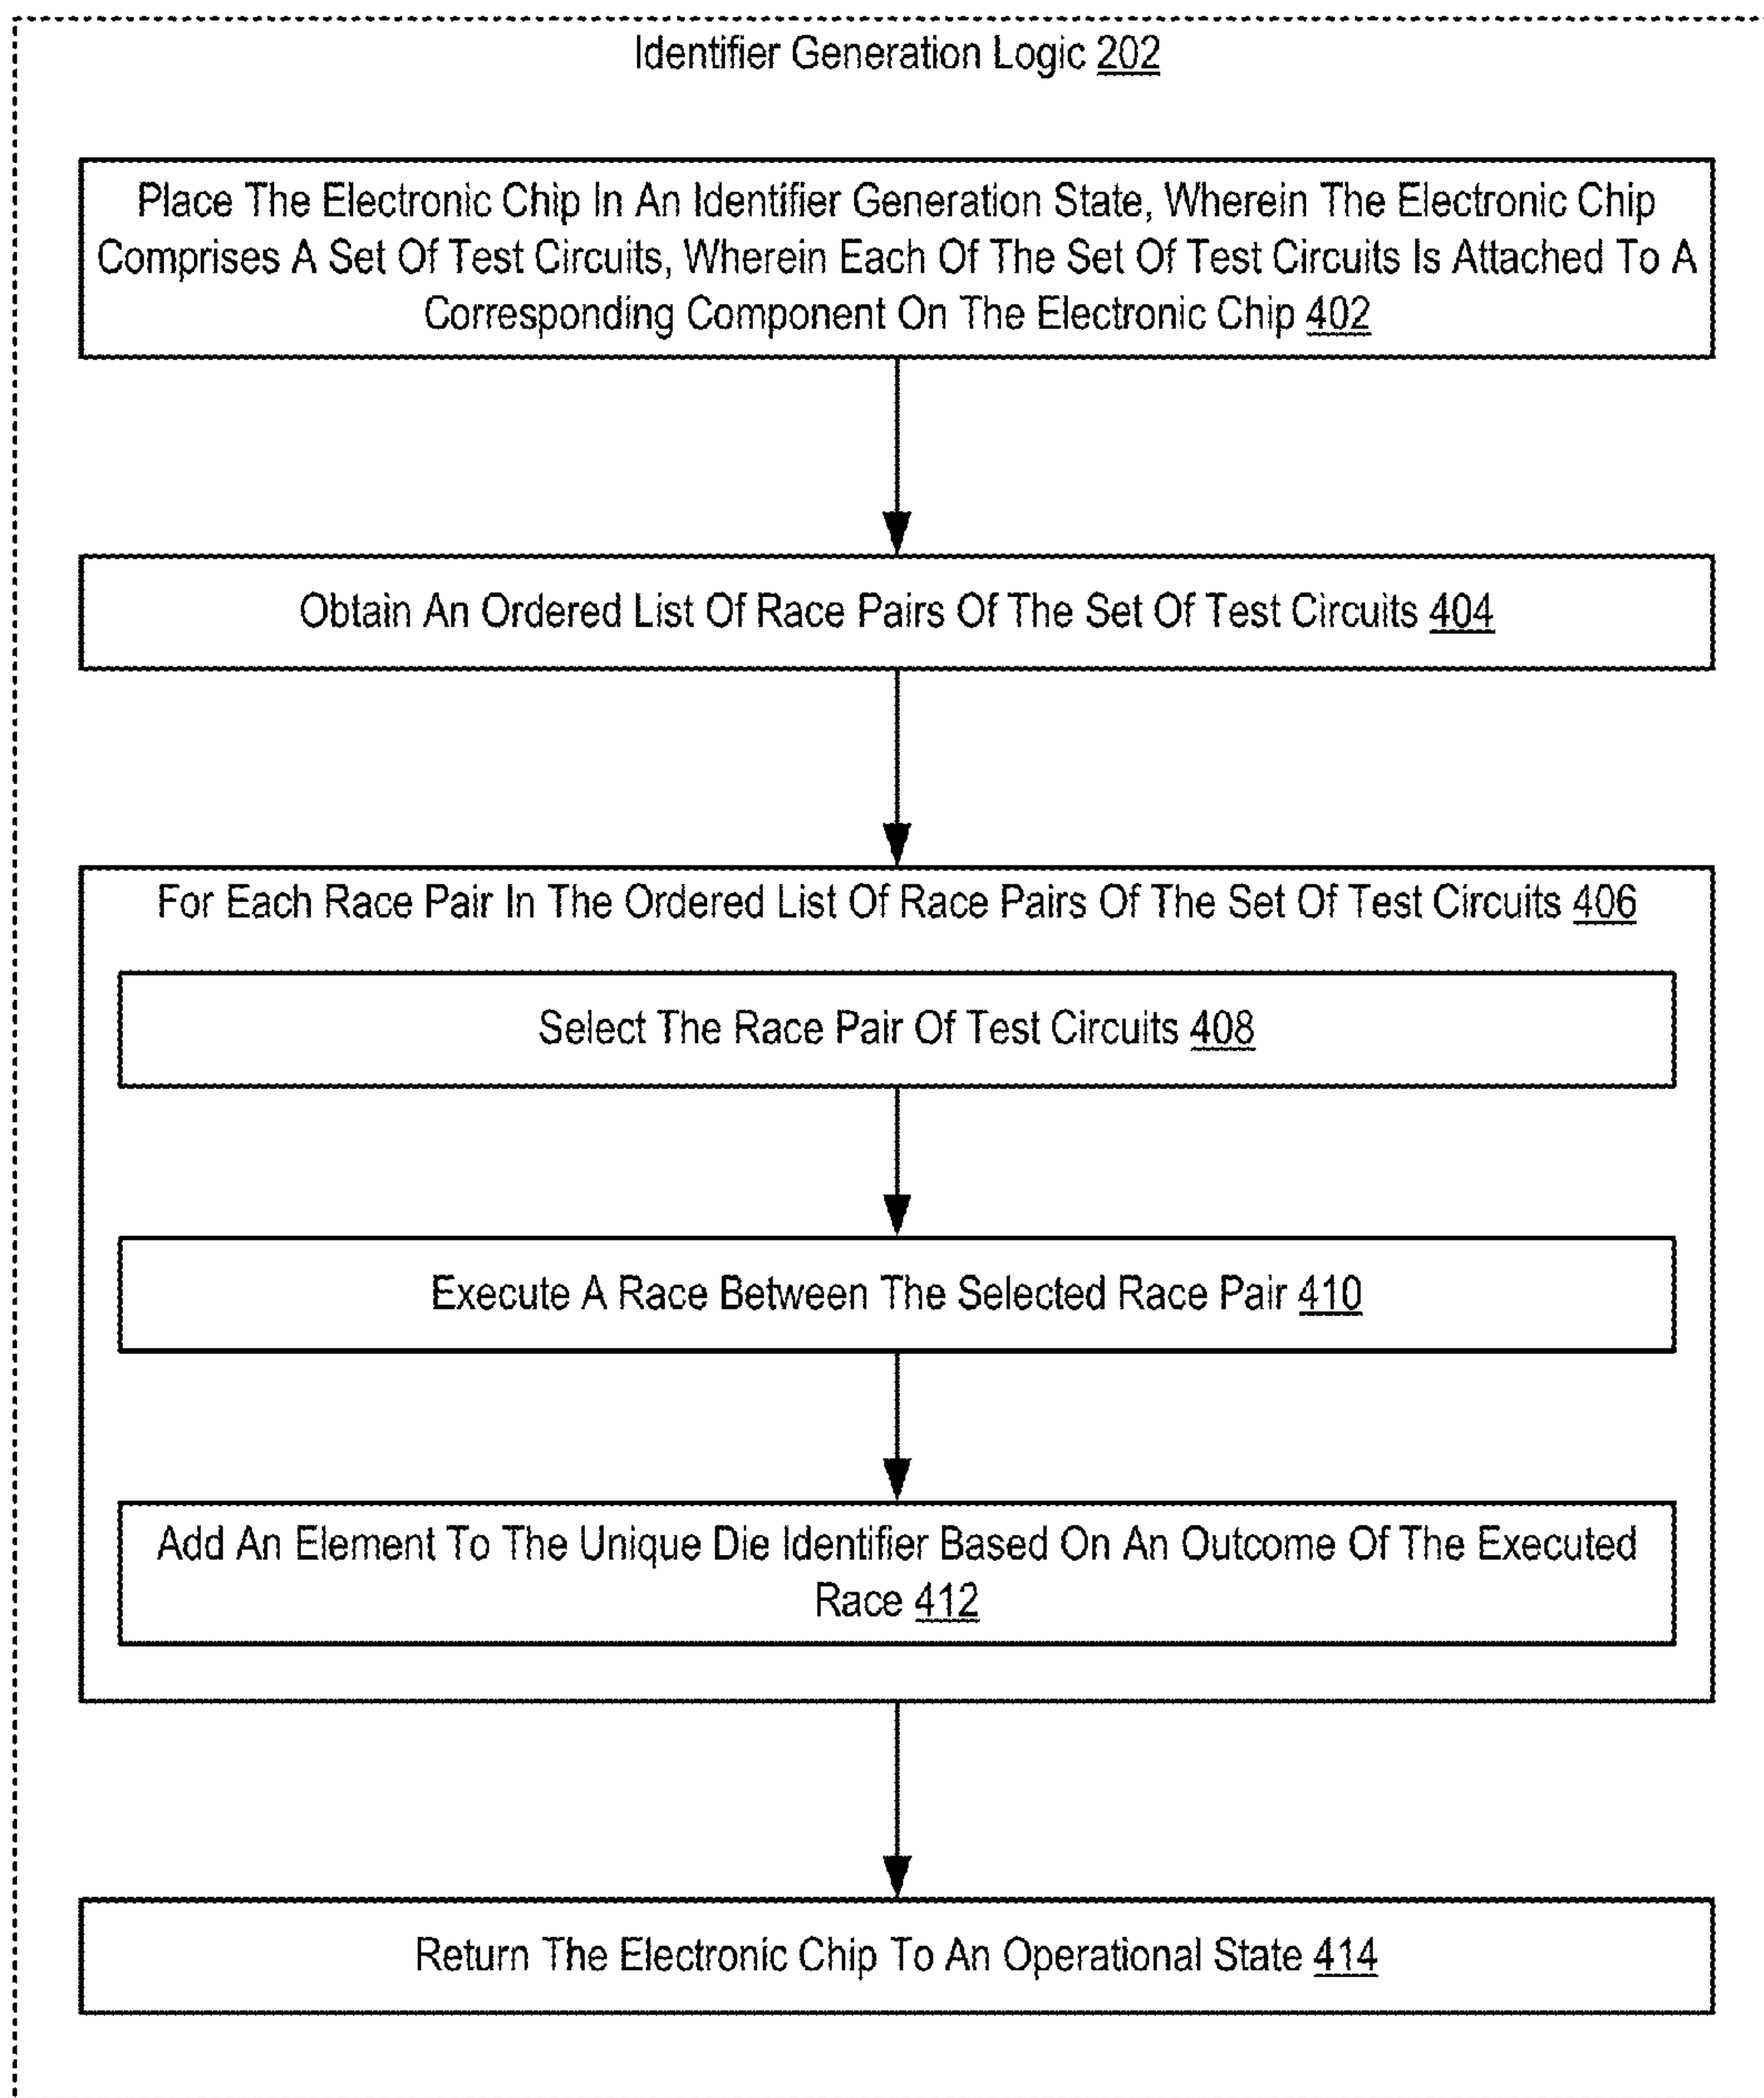 Identifier Generation Logic 202
Place The Electronic Chip In An Identifier Generation State, Wherein The Electronic Chip
Comprises A Set Of Test Circuits, Wherein Each Of The Set Of Test Circuits Is Attached To A
Corresponding Component On The Electronic Chip 402
Obtain An Ordered List Of Race Pairs Of The Set Of Test Circuits 404
For Each Race Pair In The Ordered List Of Race Pairs Of The Set Of Test Circuits 406
Select The Race Pair Of Test Circuits 408
Execute A Race Between The Selected Race Pair 410
Add An Element To The Unique Die Identifier Based On An Outcome Of The Executed
Race 412
Return The Electronic Chip To An Operational State 414